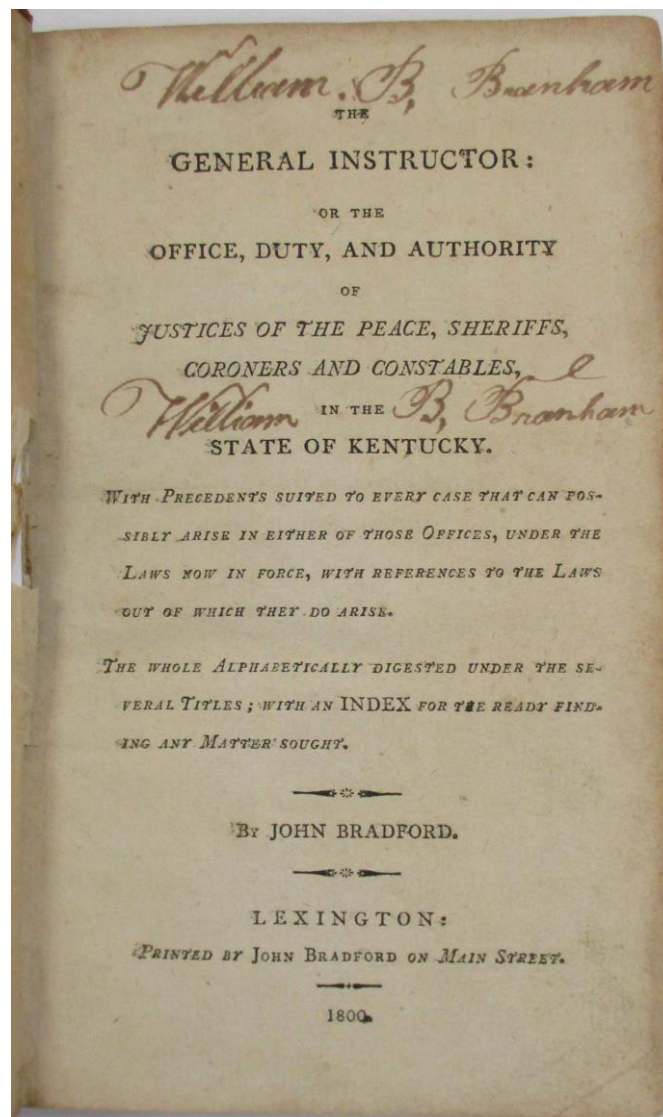 William. B, Branham
THE
GENERAL INSTRUCTOR:
OR THE
OFFICE, DUTY, AND AUTHORITY
OF
JUSTICES OF THE PEACE, SHERIFFS,
CORONERS AND CONSTABLES,
IN THE
William B, Branham
STATE OF KENTUCKY.
WITH PRECEDENTS SUITED TO EVERY CASE THAT CAN POS-
SIBLY ARISE IN EITHER OF THOSE OFFICES, UNDER THE
LAWS NOW IN FORCE, WITH REFERENCES TO THE LAWS
OUT OF WHICH THEY DO ARISE.
THE WHOLE ALPHABETICALLY DIGESTED UNDER THE SE-
VERAL TITLES; WITH AN INDEX FOR THE READY FIND-
ING ANY MATTER SOUGHT.
BY JOHN BRADFORD.
LEXINGTON:
PRINTED BY JOHN BRADFORD ON MAIN STREET.
1800.